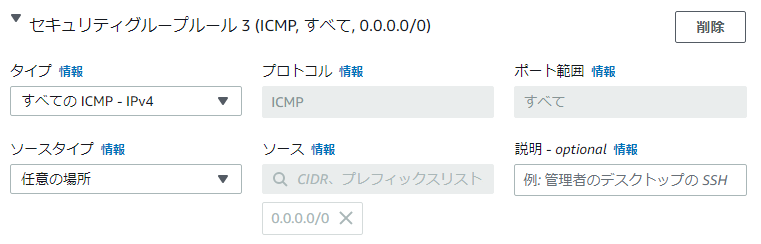 セキュリティグループルール 3 (ICMP, すべて, 0.0.0.0/0)
削除
タイプ 情報
プロトコル 情報
ポート範囲 情報
すべての ICMP - IPv4
ICMP
すべて
ソースタイプ 情報
ソース 情報
説明 - optional 情報
任意の場所
CIDR、プレフィックスリスト
例: 管理者のデスクトップの SSH
0.0.0.0/0